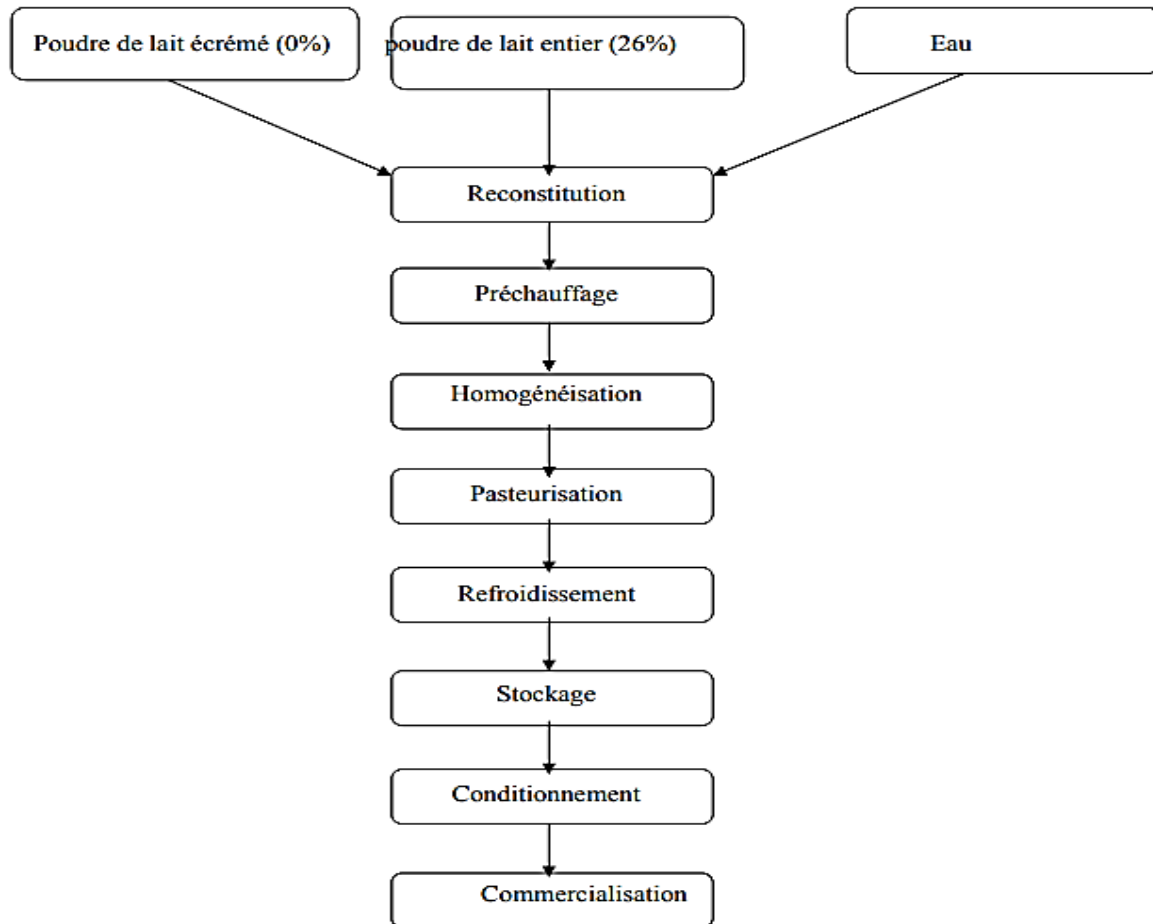 Poudre de lait écrémé (0%)
poudre de lait entier (26%)
Eau
Reconstitution
Préchauffage
Homogénéisation
Pasteurisation
Refroidissement
Stockage
Conditionnement
Commercialisation